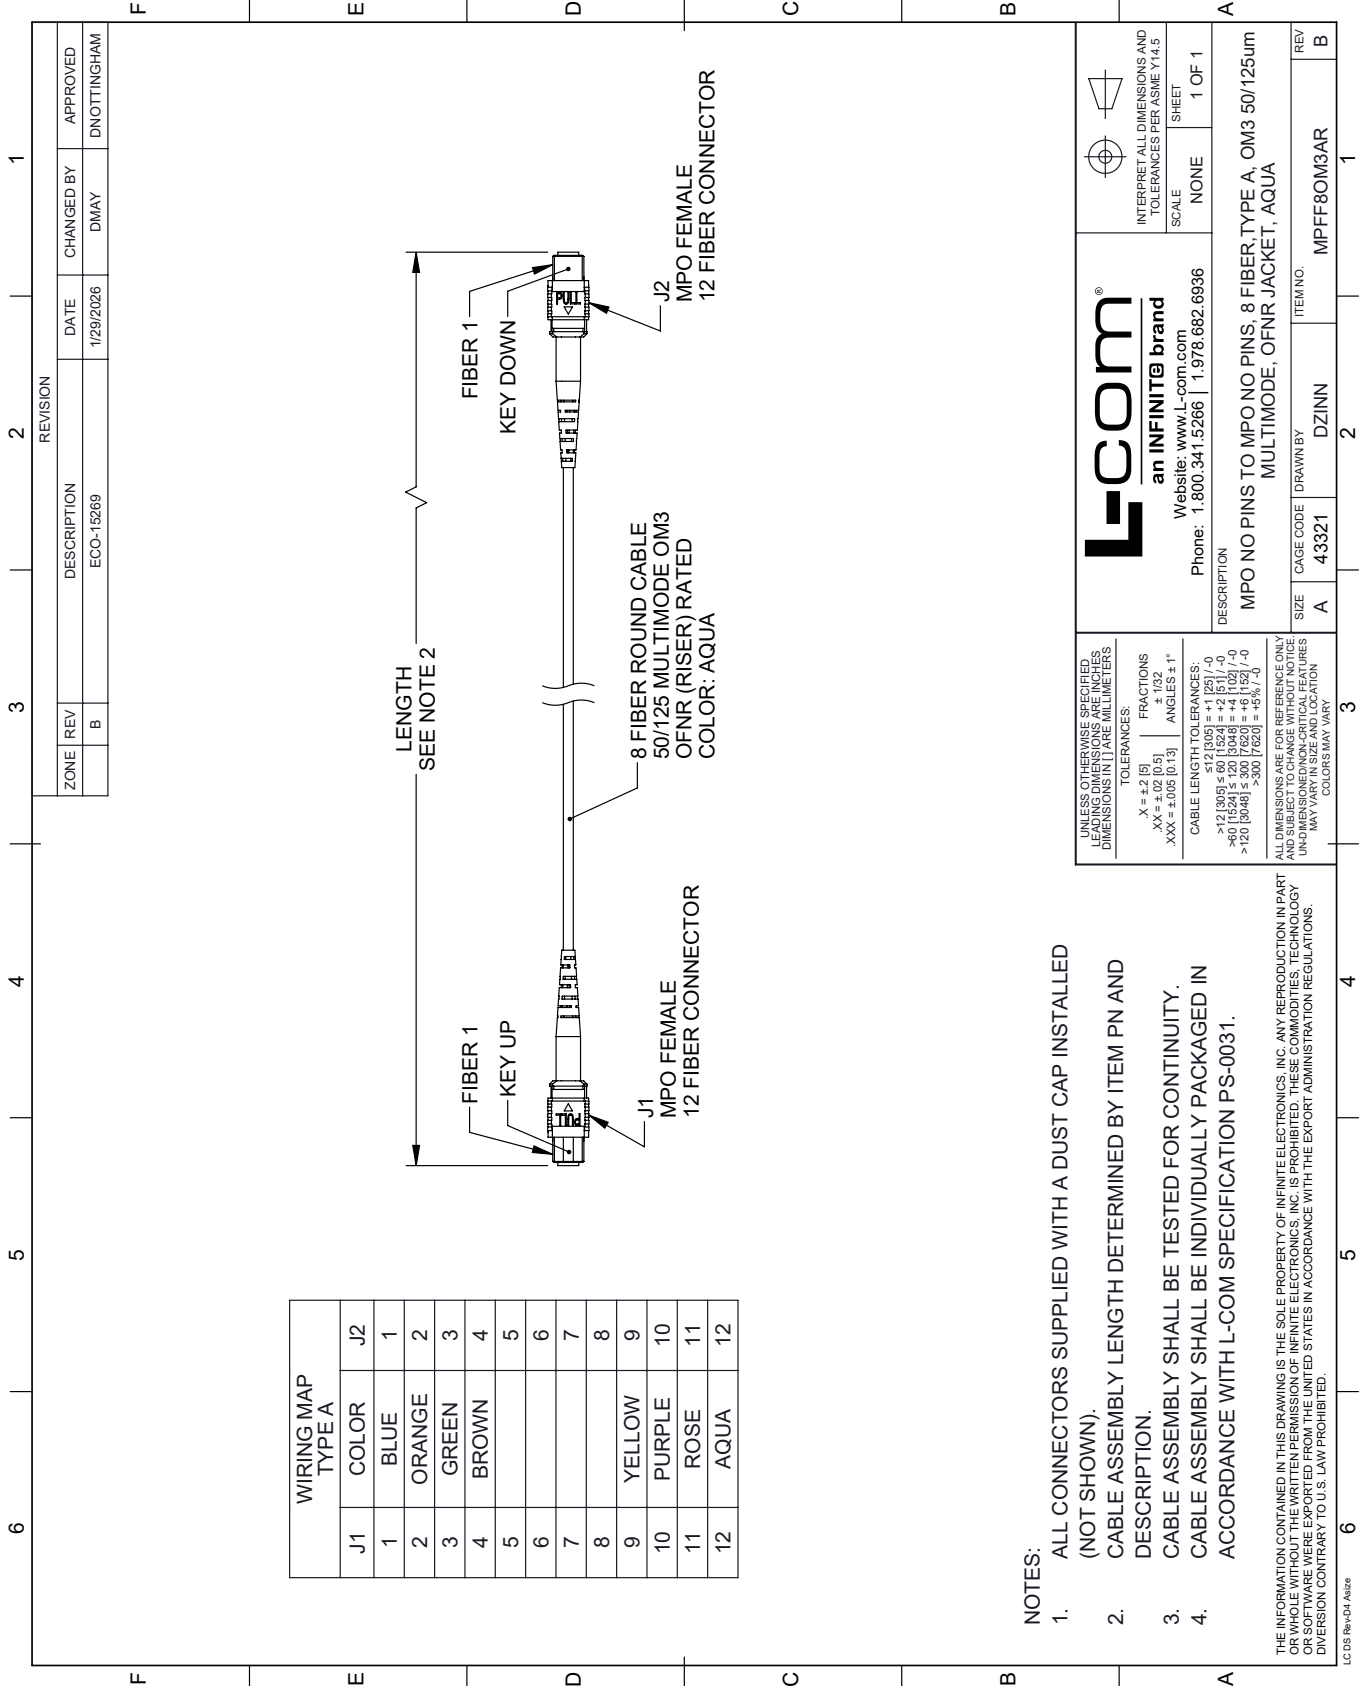 6
5
4
3
2
1
F
E
D
C
B
A
REVISION
ZONE REV DESCRIPTION DATE CHANGED BY APPROVED
B ECO-15269 1/29/2026 DMAY DNOTTINGHAM
WIRING MAP
TYPE A
J1 COLOR J2
1 BLUE 1
2 ORANGE 2
3 GREEN 3
4 BROWN 4
5 5
6 6
7 7
8 8
9 YELLOW 9
10 PURPLE 10
11 ROSE 11
12 AQUA 12
LENGTH
SEE NOTE 2
FIBER 1
KEY UP
PULL
J1
MPO FEMALE
12 FIBER CONNECTOR
8 FIBER ROUND CABLE
50/125 MULTIMODE OM3
OFNR (RISER) RATED
COLOR: AQUA
FIBER 1
KEY DOWN
PULL
J2
MPO FEMALE
12 FIBER CONNECTOR
NOTES:
1. ALL CONNECTORS SUPPLIED WITH A DUST CAP INSTALLED
(NOT SHOWN).
2. CABLE ASSEMBLY LENGTH DETERMINED BY ITEM PN AND
DESCRIPTION.
3. CABLE ASSEMBLY SHALL BE TESTED FOR CONTINUITY.
4. CABLE ASSEMBLY SHALL BE INDIVIDUALLY PACKAGED IN
ACCORDANCE WITH L-COM SPECIFICATION PS-0031.
THE INFORMATION CONTAINED IN THIS DRAWING IS THE SOLE PROPERTY OF INFINITE ELECTRONICS, INC. ANY REPRODUCTION IN PART
OR WHOLE WITHOUT THE WRITTEN PERMISSION OF INFINITE ELECTRONICS, INC. IS PROHIBITED. THESE COMMODITIES, TECHNOLOGY
OR SOFTWARE WERE EXPORTED FROM THE UNITED STATES IN ACCORDANCE WITH THE EXPORT ADMINISTRATION REGULATIONS.
DIVERSION CONTRARY TO U.S. LAW PROHIBITED.
UNLESS OTHERWISE SPECIFIED
LEADING DIMENSIONS ARE INCHES
DIMENSIONS IN [ ] ARE MILLIMETERS
TOLERANCES:
.X = ±.2 [5]
.XX = ±.02 [0.5]
.XXX = ±.005 [0.13]
FRACTIONS
± 1/32
ANGLES ± 1°
CABLE LENGTH TOLERANCES:
≤12 [305] = +1 [25] / -0
>12 [305] ≤ 60 [1524] = +2 [51] / -0
>60 [1524] ≤ 120 [3048] = +4 [102] / -0
>120 [3048] ≤ 300 [7620] = +6 [152] / -0
>300 [7620] = +5% / -0
ALL DIMENSIONS ARE FOR REFERENCE ONLY
AND SUBJECT TO CHANGE WITHOUT NOTICE.
UN-DIMENSIONED/NON-CRITICAL FEATURES
MAY VARY IN SIZE AND LOCATION
COLORS MAY VARY
L-com®
an INFINITE brand
Website: www.L-com.com
Phone: 1.800.341.5266 | 1.978.682.6936
INTERPRET ALL DIMENSIONS AND
TOLERANCES PER ASME Y14.5
SCALE
NONE
SHEET
1 OF 1
DESCRIPTION
MPO NO PINS TO MPO NO PINS, 8 FIBER,TYPE A, OM3 50/125um
MULTIMODE, OFNR JACKET, AQUA
SIZE
A
CAGE CODE
43321
DRAWN BY
DZINN
ITEM NO.
MPFF8OM3AR
REV
B
F
E
D
C
B
A
6
5
4
3
2
1
LC DS Rev-D4 Asize